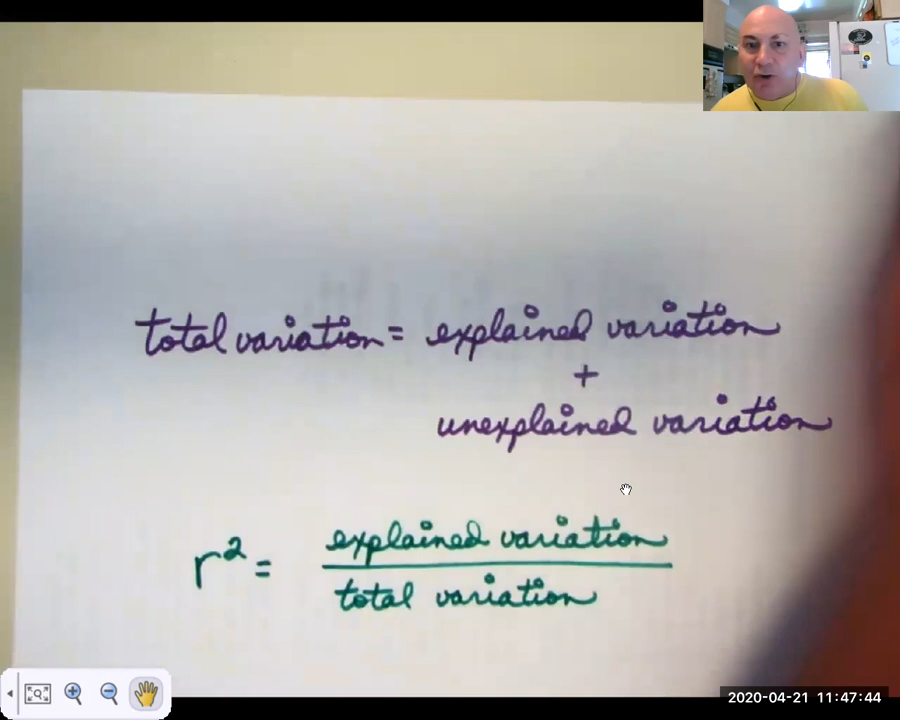 total variation = explained variation
+
unexplained variation
r² = explained variation
total variation
2020-04-21 11:47:44